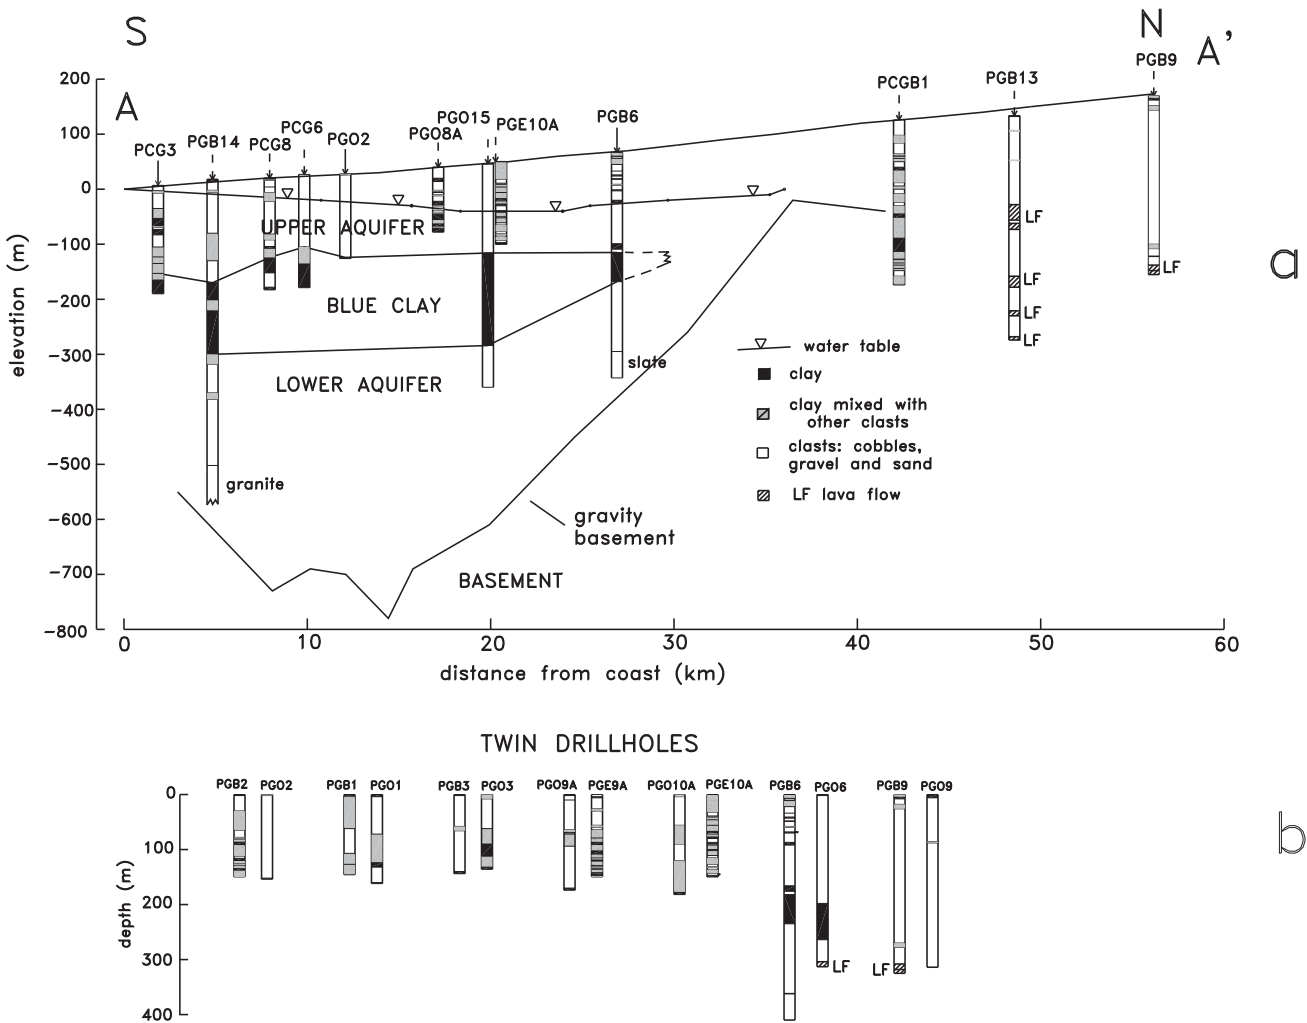 S
N
A
A’
PCG3
PGB14
PCG8
PCG6
PGO2
PGO8A
PGO15
PGE10A
PGB6
PCGB1
PGB13
PGB9
200
100
0
−100
−200
−300
−400
−500
−600
−700
−800
elevation (m)
UPPER AQUIFER
BLUE CLAY
LOWER AQUIFER
granite
slate
gravity
basement
BASEMENT
LF
LF
LF
LF
LF
water table
clay
clay mixed with
other clasts
clasts: cobbles,
gravel and sand
LF lava flow
0 10 20 30 40 50 60
distance from coast (km)
a
TWIN DRILLHOLES
PGB2 PGO2 PGB1 PGO1 PGB3 PGO3 PGO9A PGE9A PGO10A PGE10A PGB6 PGO6 PGB9 PGO9
0
100
200
300
400
depth (m)
LF
LF
b